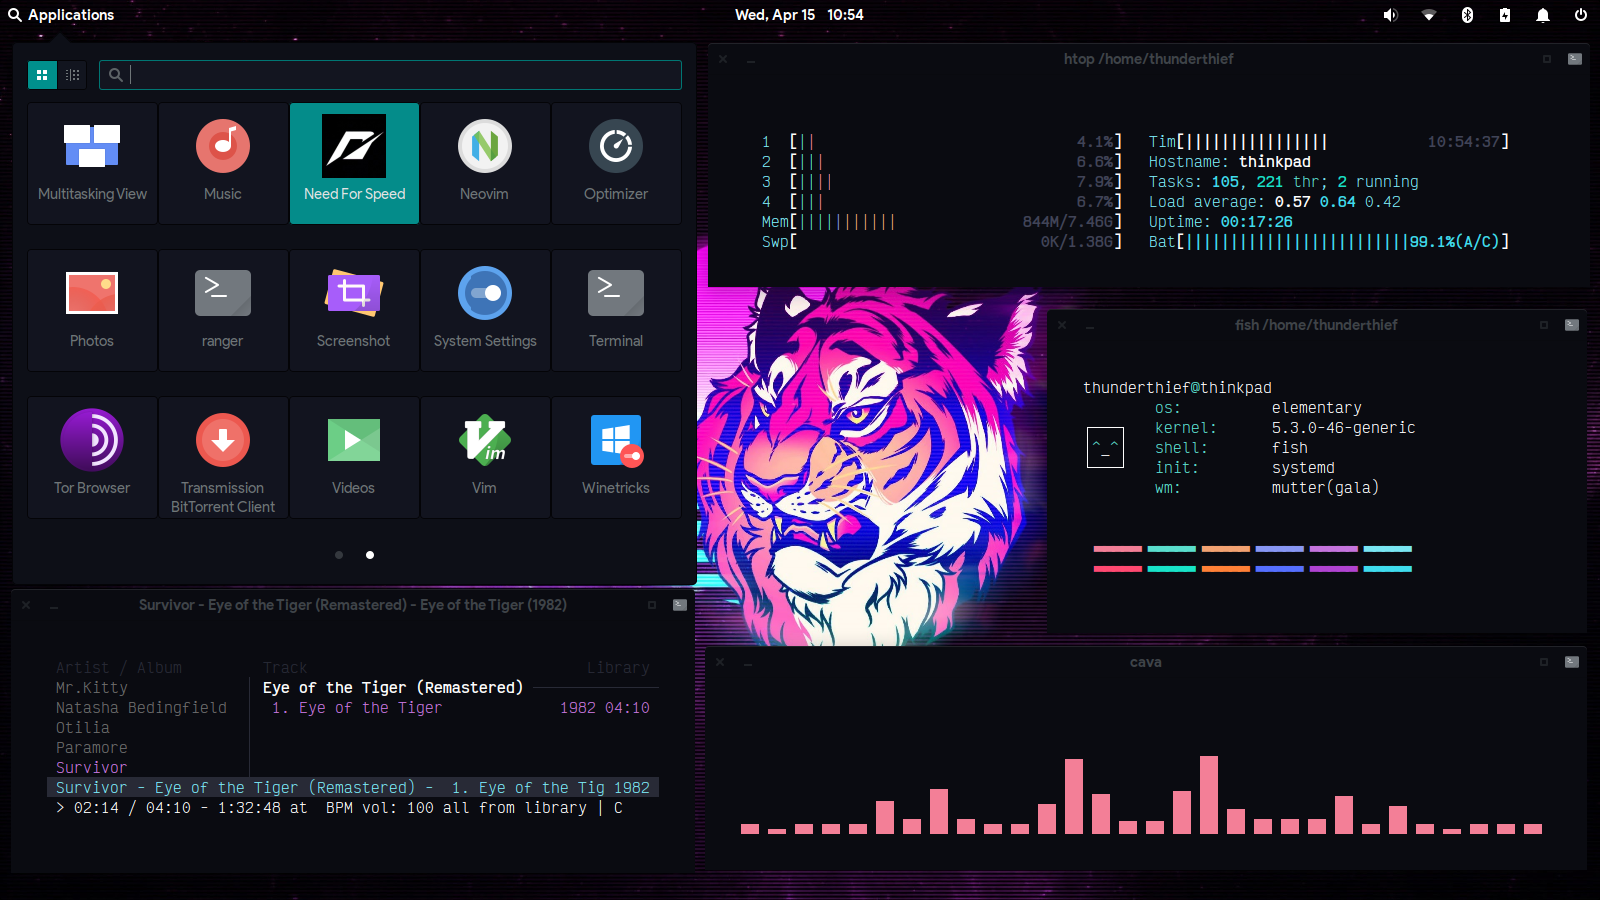 Applications
Wed, Apr 15 10:54
Multitasking View
Music
Need For Speed
Neovim
Optimizer
Photos
ranger
Screenshot
System Settings
Terminal
Tor Browser
Transmission
BitTorrent Client
Videos
Vim
Winetricks
htop /home/thunderthief
1 [|| 4.1%] Tim[|||||||||||||||| 10:54:37]
2 [||| 6.6%] Hostname: thinkpad
3 [|||| 7.9%] Tasks: 105, 221 thr; 2 running
4 [||| 6.7%] Load average: 0.57 0.64 0.42
Mem[||||||||||| 844M/7.46G] Uptime: 00:17:26
Swp[ 0K/1.38G] Bat[|||||||||||||||||||||||||99.1%(A/C)]
fish /home/thunderthief
thunderthief@thinkpad
os: elementary
kernel: 5.3.0-46-generic
shell: fish
init: systemd
wm: mutter(gala)
^_^
Survivor - Eye of the Tiger (Remastered) - Eye of the Tiger (1982)
Artist / Album Track Library
Mr.Kitty Eye of the Tiger (Remastered)
Natasha Bedingfield 1. Eye of the Tiger 1982 04:10
Otilia
Paramore
Survivor
Survivor - Eye of the Tiger (Remastered) - 1. Eye of the Tig 1982
> 02:14 / 04:10 - 1:32:48 at BPM vol: 100 all from library | C
cava